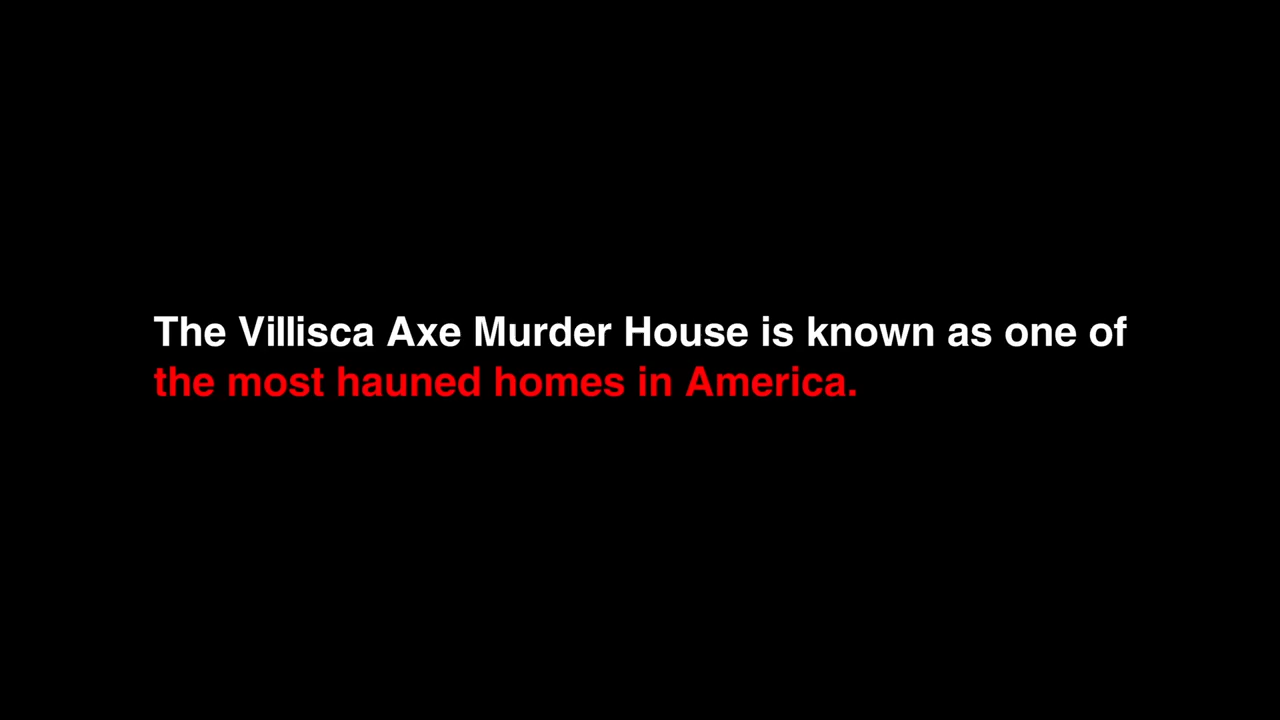 The Villisca Axe Murder House is known as one of
the most hauned homes in America.